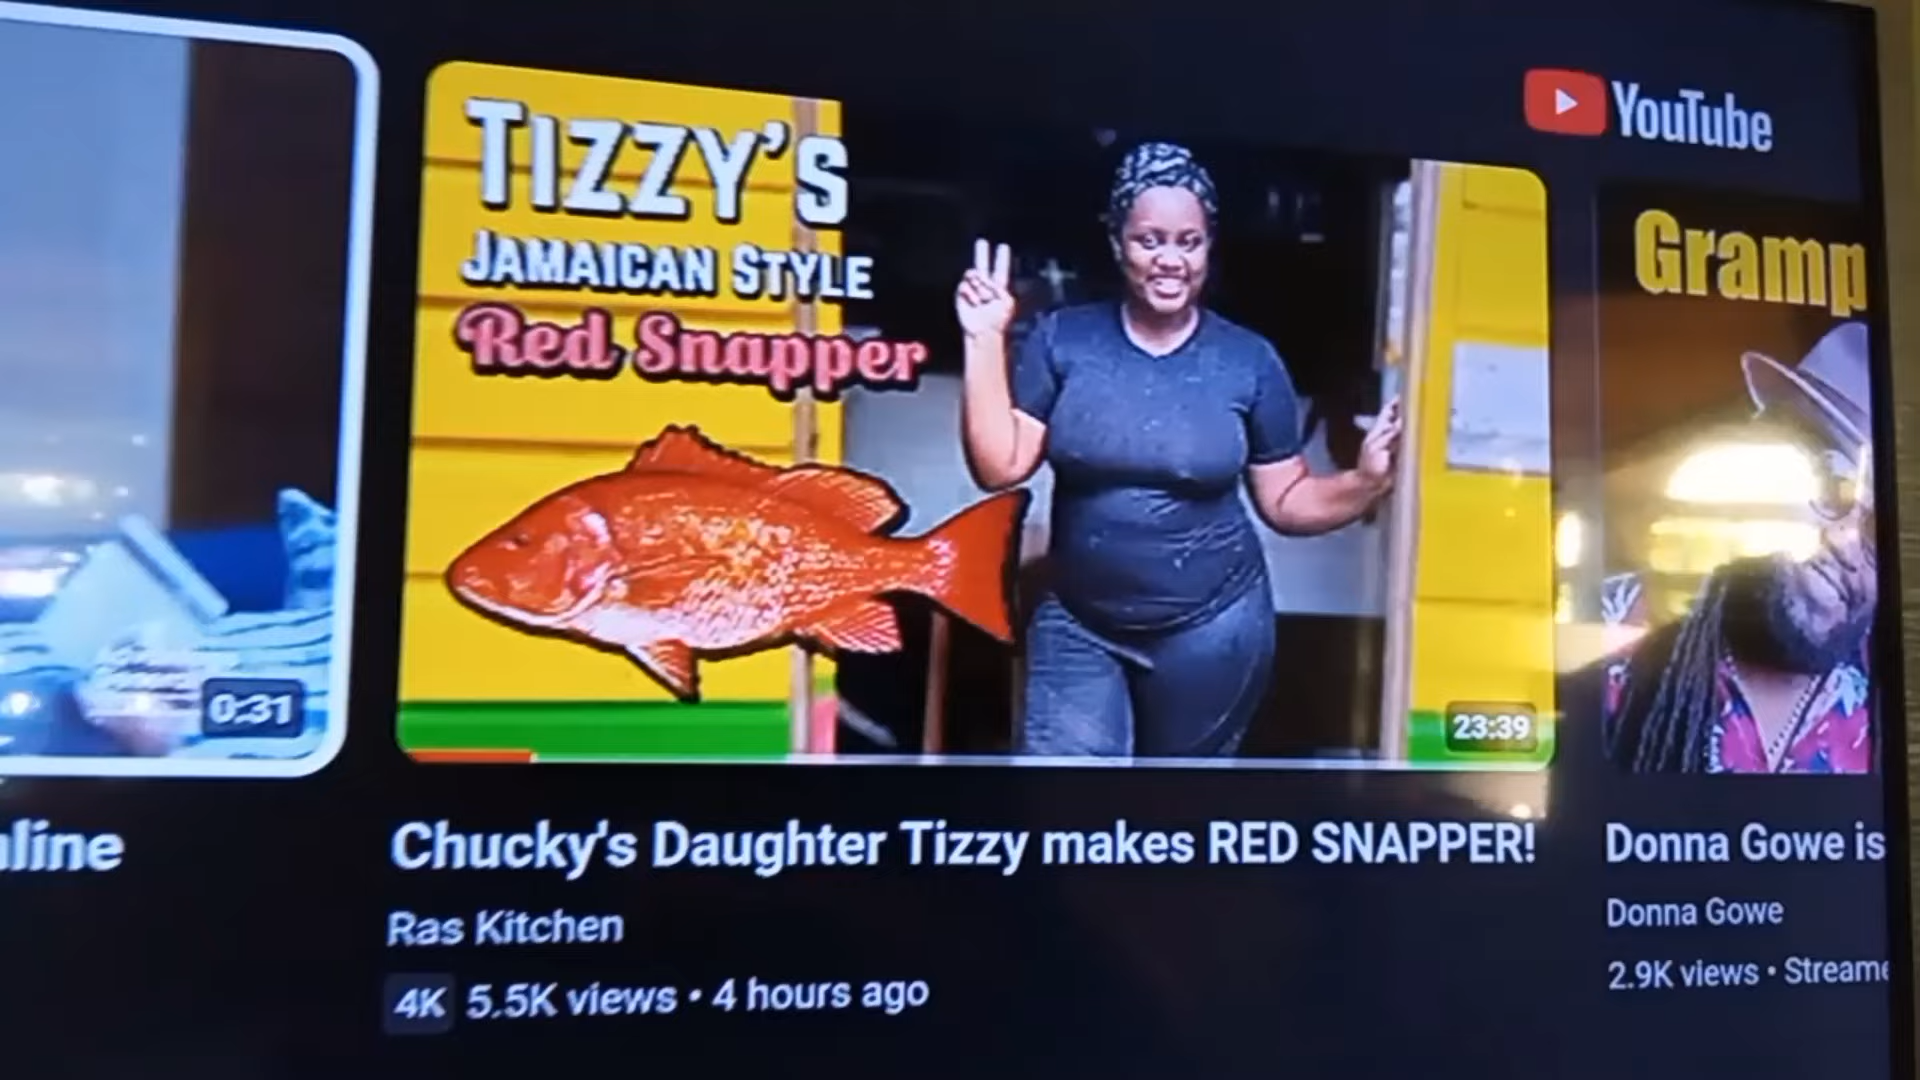 YouTube
TIZZY'S
JAMAICAN STYLE
Red Snapper
Gramp
0:31
23:39
Chucky's Daughter Tizzy makes RED SNAPPER!
Ras Kitchen
4K 5.5K views • 4 hours ago
Donna Gowe is
Donna Gowe
2.9K views • Streame